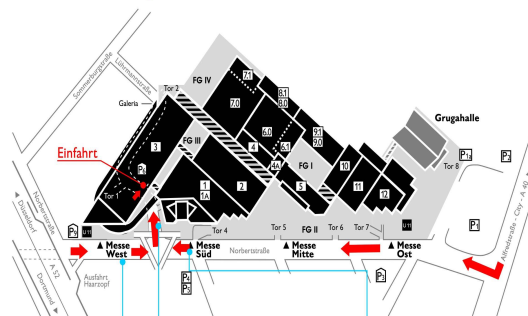 Sommerburgstraße
Lührmannstraße
Tor 2
FG IV
7.1
7.0
8.1
8.0
Galeria
Grugahalle
3
FG III
6.0
9.1
9.0
Einfahrt
4
6.1
4A
FG I
10
Tor 8
P1a
P2
Tor 1
1
1A
2
5
11
12
Norbertstraße
Düsseldorf
U11
FG II
U11
P1
Tor 4
Tor 5
Tor 6
Tor 7
Messe
West
Messe
Süd
Norbertstraße
Messe
Mitte
Messe
Ost
A 52
Dortmund
Ausfahrt
Haarzopf
P4
P5
P3
Alfredstraße - City - A 40